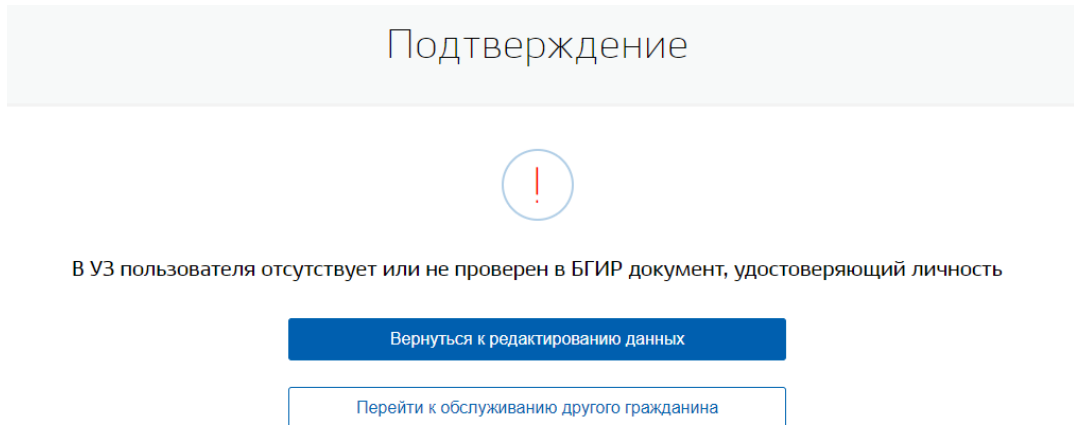 Подтверждение
!
В УЗ пользователя отсутствует или не проверен в БГИР документ, удостоверяющий личность
Вернуться к редактированию данных
Перейти к обслуживанию другого гражданина